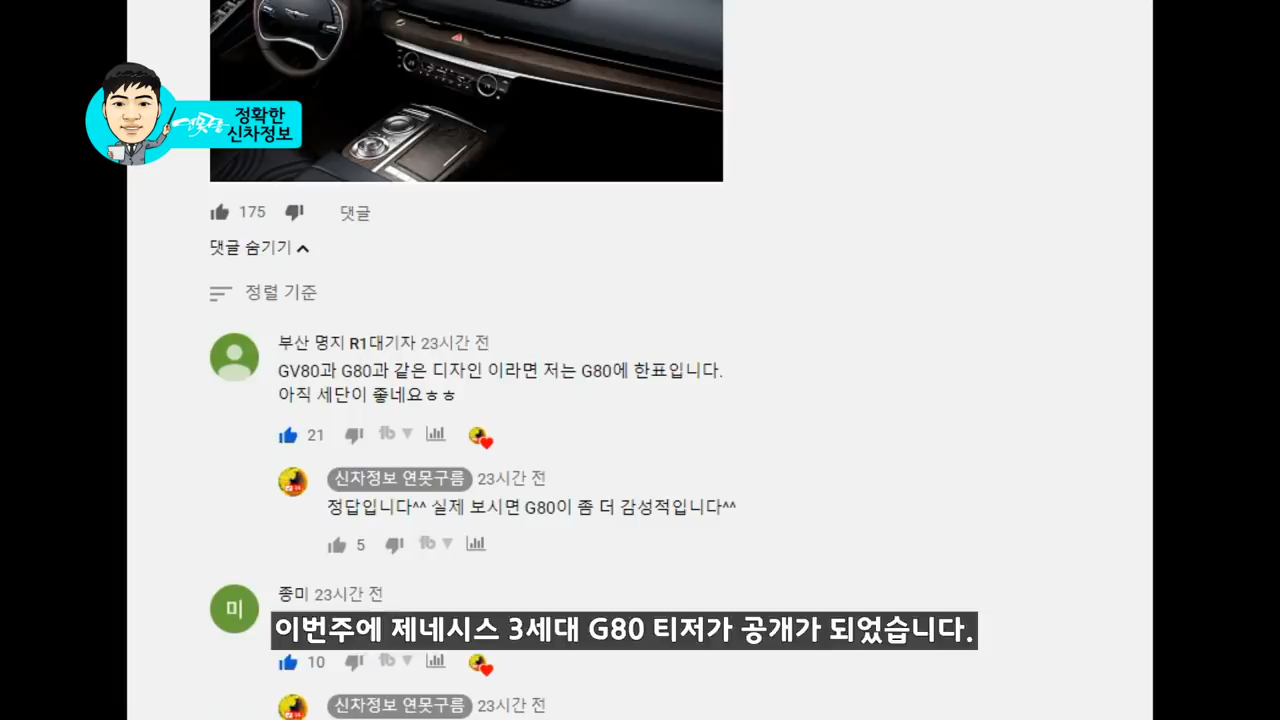 연못구름
정확한
신차정보
175
댓글
댓글 숨기기
정렬 기준
부산 명지 R1대기자 23시간 전
GV80과 G80과 같은 디자인 이라면 저는 G80에 한표입니다.
아직 세단이 좋네요ㅎㅎ
21
신차정보 연못구름 23시간 전
정답입니다^^ 실제 보시면 G80이 좀 더 감성적입니다^^
5
미
종미 23시간 전
이번주에 제네시스 3세대 G80 티저가 공개가 되었습니다.
10
신차정보 연못구름 23시간 전